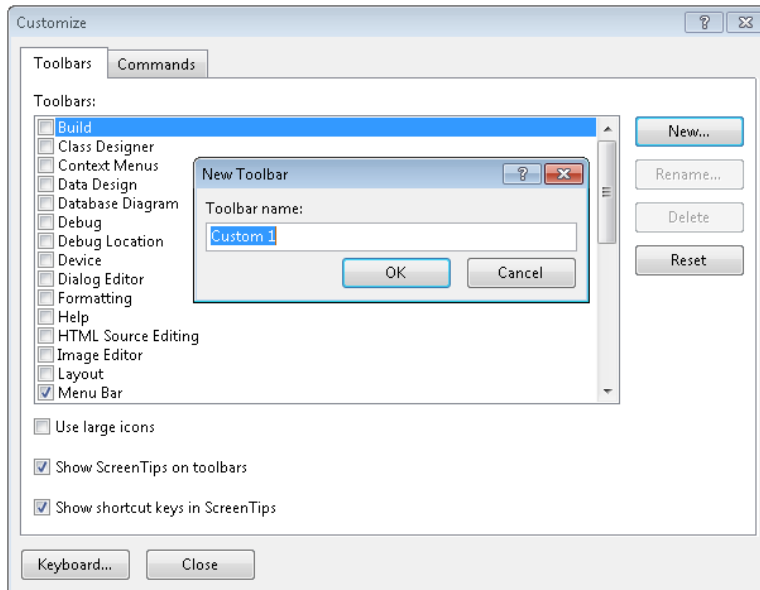 Customize
Toolbars Commands
Toolbars:
Build
Class Designer
Context Menus
Data Design
Database Diagram
Debug
Debug Location
Device
Dialog Editor
Formatting
Help
HTML Source Editing
Image Editor
Layout
Menu Bar
New...
Rename...
Delete
Reset
New Toolbar
Toolbar name:
Custom 1
OK Cancel
Use large icons
Show ScreenTips on toolbars
Show shortcut keys in ScreenTips
Keyboard... Close